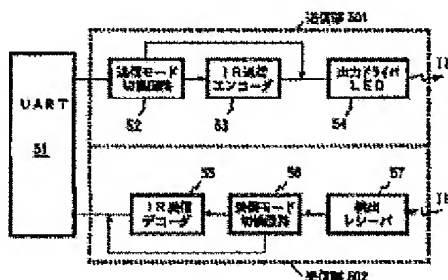 送信部 501
UART
51
送信モード
切換回路
52
IR送信
エンコーダ
53
出力ドライバ
LED
54
55
IR受信
デコーダ
56
受信モード
切換回路
57
検出
レシーバ
受信部 502